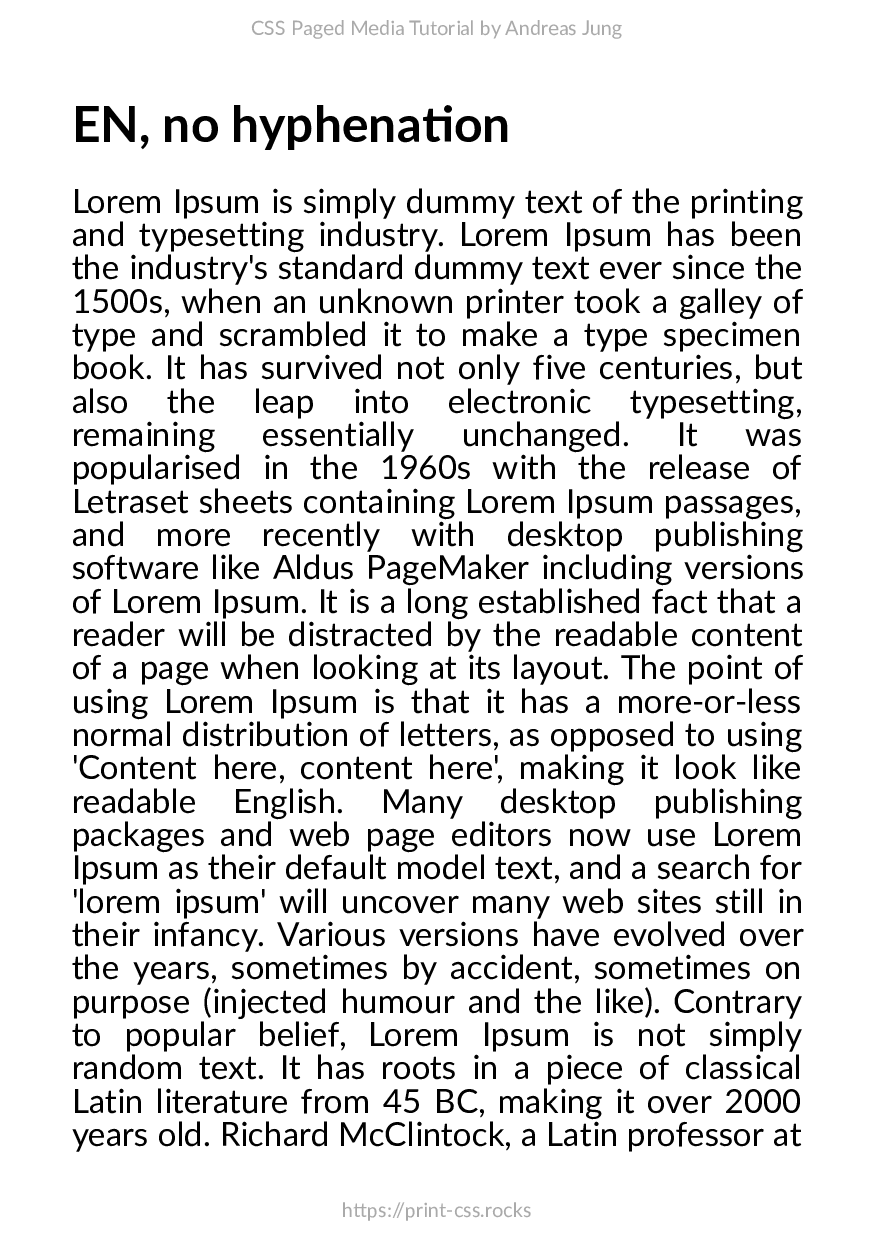 CSS Paged Media Tutorial by Andreas Jung
EN, no hyphenation
Lorem Ipsum is simply dummy text of the printing
and typesetting industry. Lorem Ipsum has been
the industry's standard dummy text ever since the
1500s, when an unknown printer took a galley of
type and scrambled it to make a type specimen
book. It has survived not only five centuries, but
also the leap into electronic typesetting,
remaining essentially unchanged. It was
popularised in the 1960s with the release of
Letraset sheets containing Lorem Ipsum passages,
and more recently with desktop publishing
software like Aldus PageMaker including versions
of Lorem Ipsum. It is a long established fact that a
reader will be distracted by the readable content
of a page when looking at its layout. The point of
using Lorem Ipsum is that it has a more-or-less
normal distribution of letters, as opposed to using
'Content here, content here', making it look like
readable English. Many desktop publishing
packages and web page editors now use Lorem
Ipsum as their default model text, and a search for
'lorem ipsum' will uncover many web sites still in
their infancy. Various versions have evolved over
the years, sometimes by accident, sometimes on
purpose (injected humour and the like). Contrary
to popular belief, Lorem Ipsum is not simply
random text. It has roots in a piece of classical
Latin literature from 45 BC, making it over 2000
years old. Richard McClintock, a Latin professor at
https://print-css.rocks